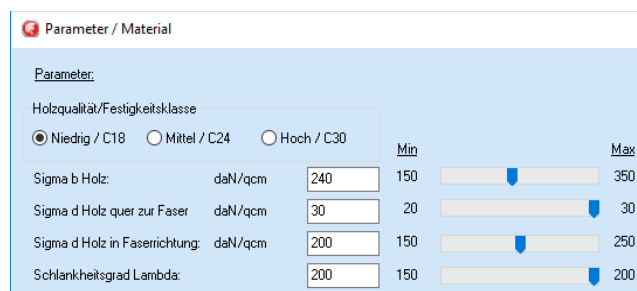 Parameter / Material
Parameter:
Holzqualität/Festigkeitsklasse
Niedrig / C18 Mittel / C24 Hoch / C30
Min Max
Sigma b Holz: daN/qcm 240 150 350
Sigma d Holz quer zur Faser daN/qcm 30 20 30
Sigma d Holz in Faserrichtung: daN/qcm 200 150 250
Schlankheitsgrad Lambda: 200 150 200